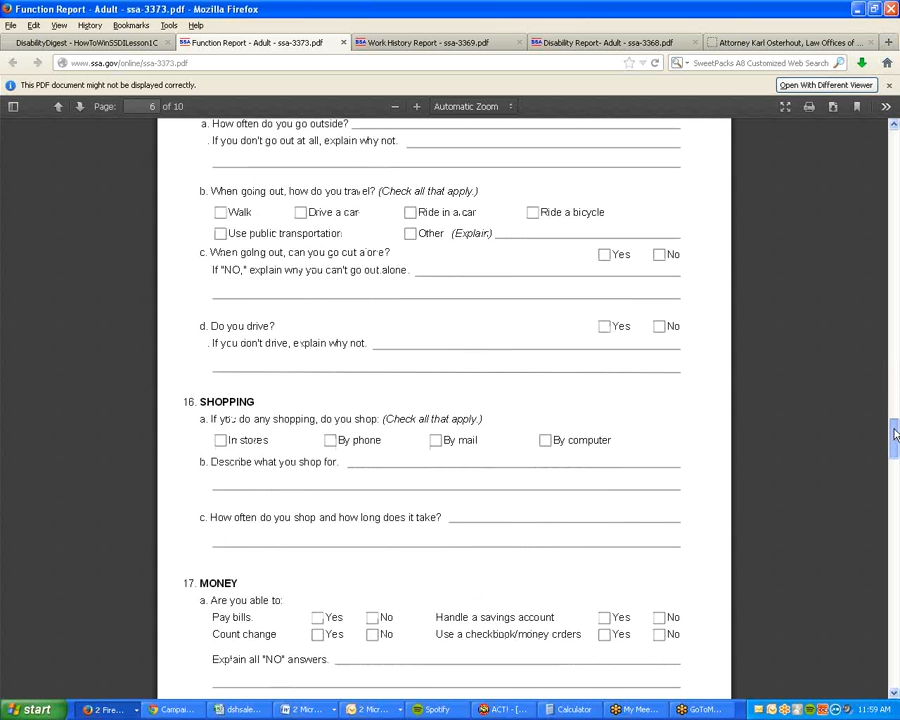 Function Report - Adult - ssa-3373.pdf - Mozilla Firefox
File Edit View History Bookmarks Tools Help
DisabilityDigest - HowToWinSSDILesson1C
Function Report - Adult - ssa-3373.pdf
Work History Report - ssa-3369.pdf
Disability Report- Adult - ssa-3368.pdf
Attorney Karl Osterhout, Law Offices of ...
www.ssa.gov/online/ssa-3373.pdf
SweetPacks A8 Customized Web Search
This PDF document might not be displayed correctly.
Open With Different Viewer
Page: 6 of 10
Automatic Zoom
a. How often do you go outside?
If you don't go out at all, explain why not.
b. When going out, how do you travel? (Check all that apply.)
Walk Drive a car Ride in a car Ride a bicycle
Use public transportation Other (Explain)
c. When going out, can you go out alone? Yes No
If "NO," explain why you can't go out alone.
d. Do you drive? Yes No
If you don't drive, explain why not.
16. SHOPPING
a. If you do any shopping, do you shop: (Check all that apply.)
In stores By phone By mail By computer
b. Describe what you shop for.
c. How often do you shop and how long does it take?
17. MONEY
a. Are you able to:
Pay bills. Yes No Handle a savings account Yes No
Count change Yes No Use a checkbook/money orders Yes No
Explain all "NO" answers.
start 2 Fire... Campai... dshsale... 2 Micr... 2 Micr... Spotify ACT! - [... Calculator My Mee... GoToM... 11:59 AM